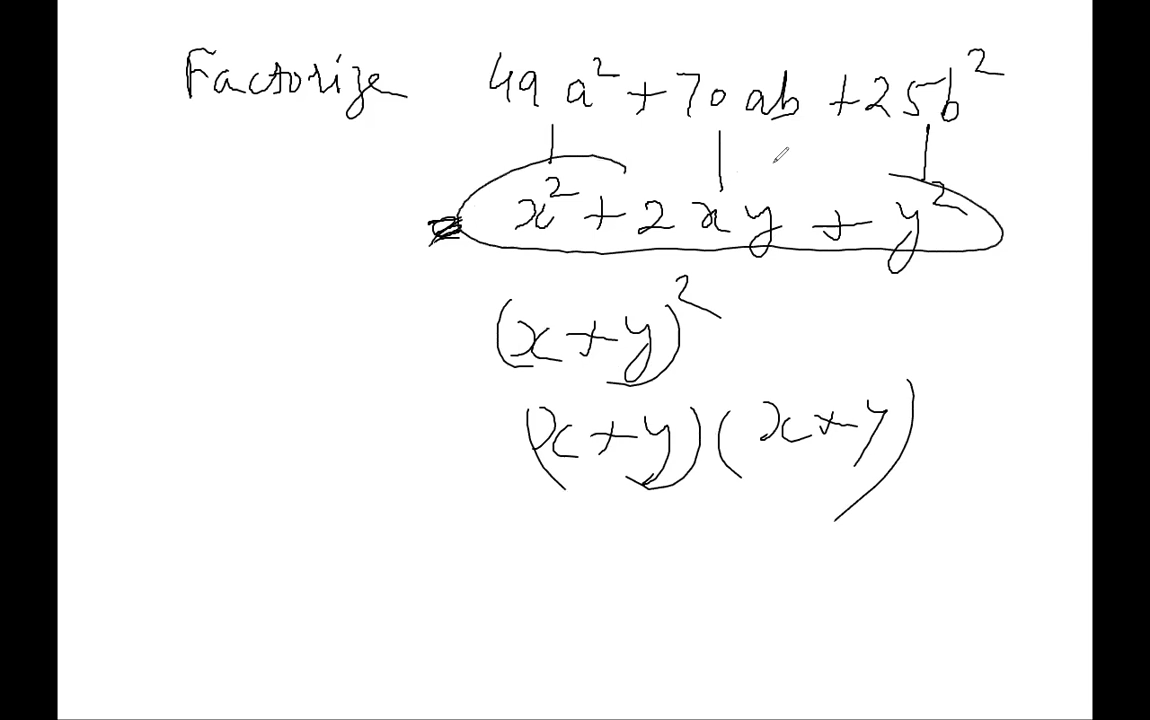 Factorize 49a² + 70ab + 25b²
x² + 2xy + y²
(x + y)²
(x + y)(x + y)